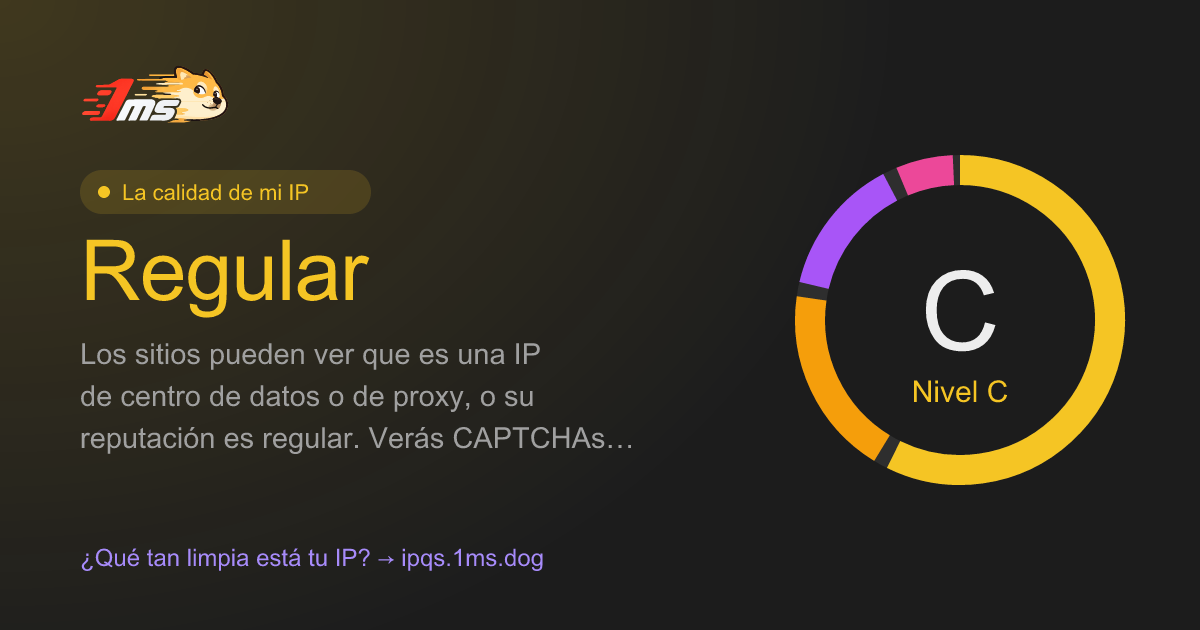 1ms
La calidad de mi IP
Regular
Los sitios pueden ver que es una IP
de centro de datos o de proxy, o su
reputación es regular. Verás CAPTCHAs…
¿Qué tan limpia está tu IP? → ipqs.1ms.dog
C
Nivel C